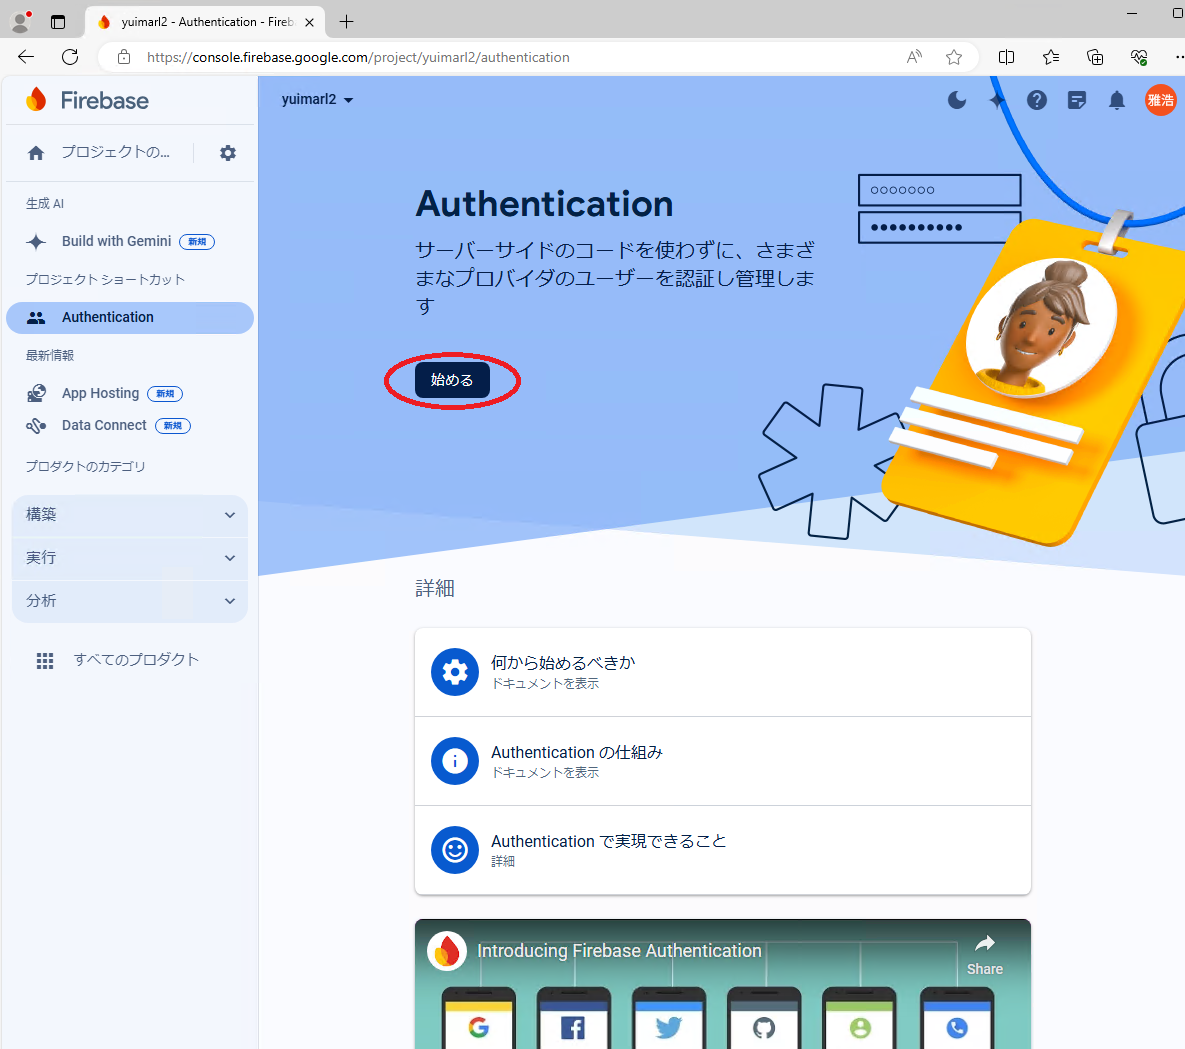 yuimarl2 - Authentication - Fireb
https://console.firebase.google.com/project/yuimarl2/authentication
Firebase
プロジェクトの...
生成 AI
Build with Gemini 新規
プロジェクト ショートカット
Authentication
最新情報
App Hosting 新規
Data Connect 新規
プロダクトのカテゴリ
構築
実行
分析
すべてのプロダクト
yuimarl2
雅浩
Authentication
サーバーサイドのコードを使わずに、さまざ
まなプロバイダのユーザーを認証し管理しま
す
始める
詳細
何から始めるべきか
ドキュメントを表示
Authentication の仕組み
ドキュメントを表示
Authentication で実現できること
詳細
Introducing Firebase Authentication
Share